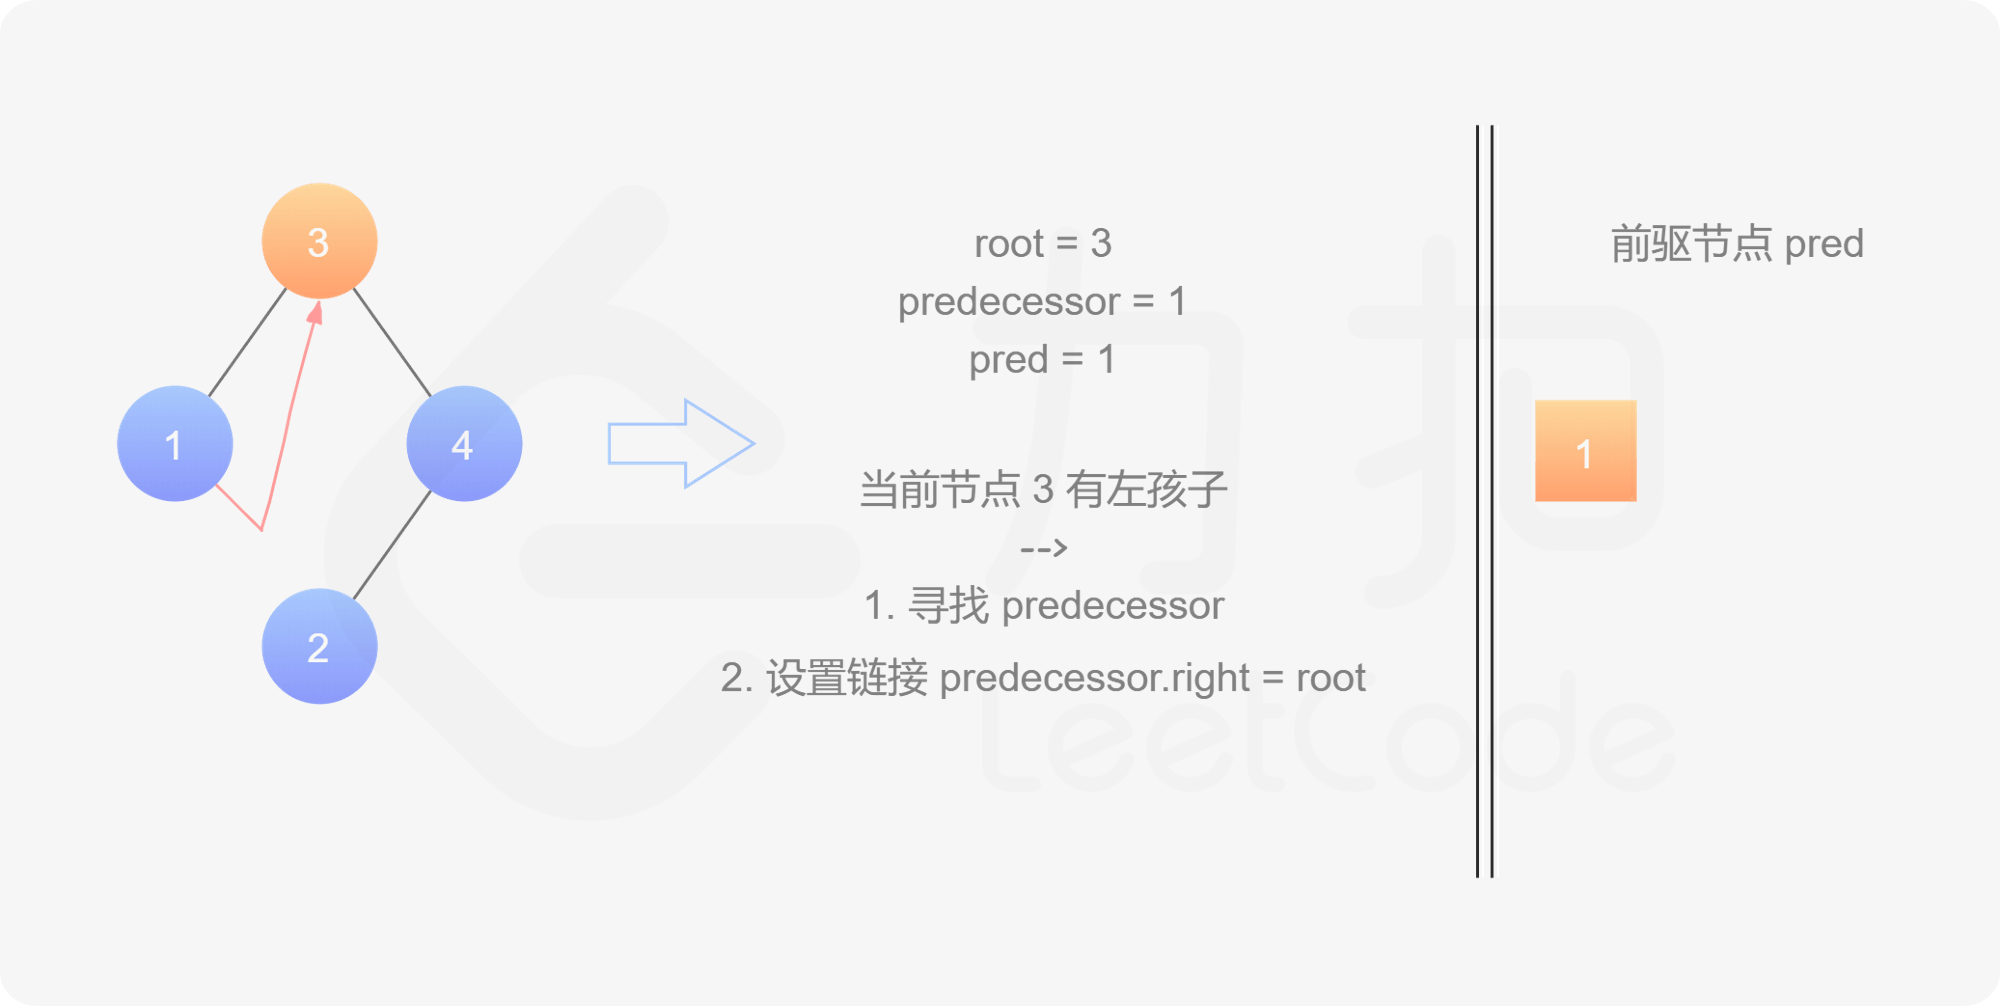 3
1
4
2
root = 3
predecessor = 1
pred = 1
当前节点 3 有左孩子
-->
1. 寻找 predecessor
2. 设置链接 predecessor.right = root
前驱节点 pred
1
力扣
LeetCode